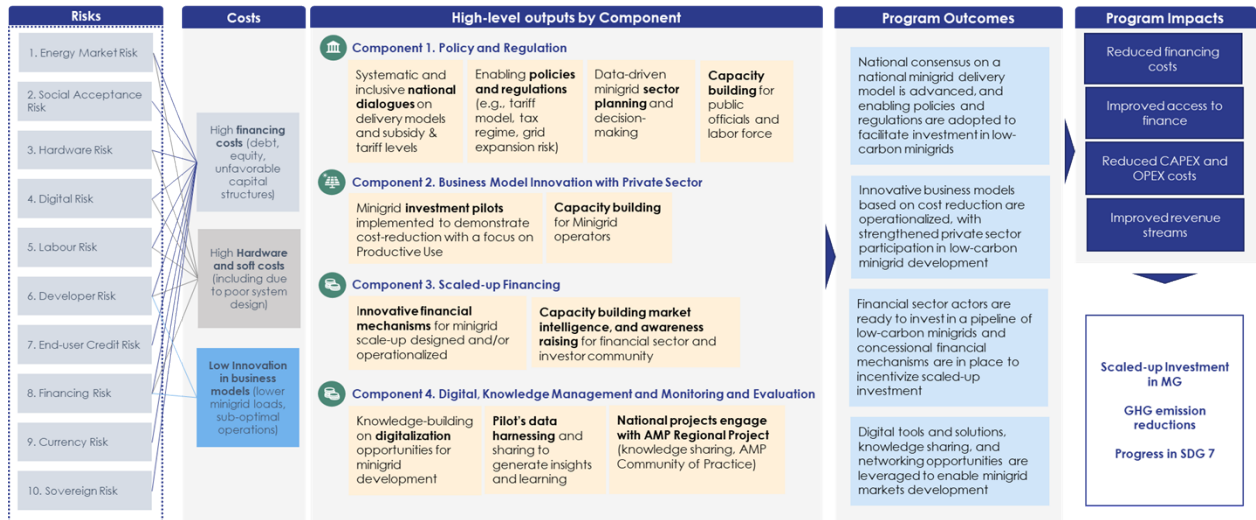 Risks
1. Energy Market Risk
2. Social Acceptance
Risk
3. Hardware Risk
4. Digital Risk
5. Labour Risk
6. Developer Risk
7. End-user Credit Risk
8. Financing Risk
9. Currency Risk
10. Sovereign Risk
Costs
High financing
costs (debt,
equity,
unfavorable
capital
structures)
High Hardware
and soft costs
(including due
to poor system
design)
Low Innovation
in business
models (lower
minigrid loads,
sub-optimal
operations)
High-level outputs by Component
Component 1. Policy and Regulation
Systematic and
inclusive national
dialogues on
delivery models
and subsidy &
tariff levels
Enabling policies
and regulations
(e.g., tariff
model, tax
regime, grid
expansion risk)
Data-driven
minigrid sector
planning and
decision-
making
Capacity
building for
public
officials and
labor force
Component 2. Business Model Innovation with Private Sector
Minigrid investment pilots
implemented to demonstrate
cost-reduction with a focus on
Productive Use
Capacity building
for Minigrid
operators
Component 3. Scaled-up Financing
Innovative financial
mechanisms for minigrid
scale-up designed and/or
operationalized
Capacity building market
intelligence, and awareness
raising for financial sector and
investor community
Component 4. Digital, Knowledge Management and Monitoring and Evaluation
Knowledge-building
on digitalization
opportunities for
minigrid
development
Pilot's data
harnessing and
sharing to
generate insights
and learning
National projects engage
with AMP Regional Project
(knowledge sharing, AMP
Community of Practice)
Program Outcomes
National consensus on a
national minigrid delivery
model is advanced, and
enabling policies and
regulations are adopted to
facilitate investment in low-
carbon minigrids
Innovative business models
based on cost reduction are
operationalized, with
strengthened private sector
participation in low-carbon
minigrid development
Financial sector actors are
ready to invest in a pipeline of
low-carbon minigrids and
concessional financial
mechanisms are in place to
incentivize scaled-up
investment
Digital tools and solutions,
knowledge sharing, and
networking opportunities are
leveraged to enable minigrid
markets development
Program Impacts
Reduced financing
costs
Improved access to
finance
Reduced CAPEX and
OPEX costs
Improved revenue
streams
Scaled-up Investment
in MG
GHG emission
reductions
Progress in SDG 7